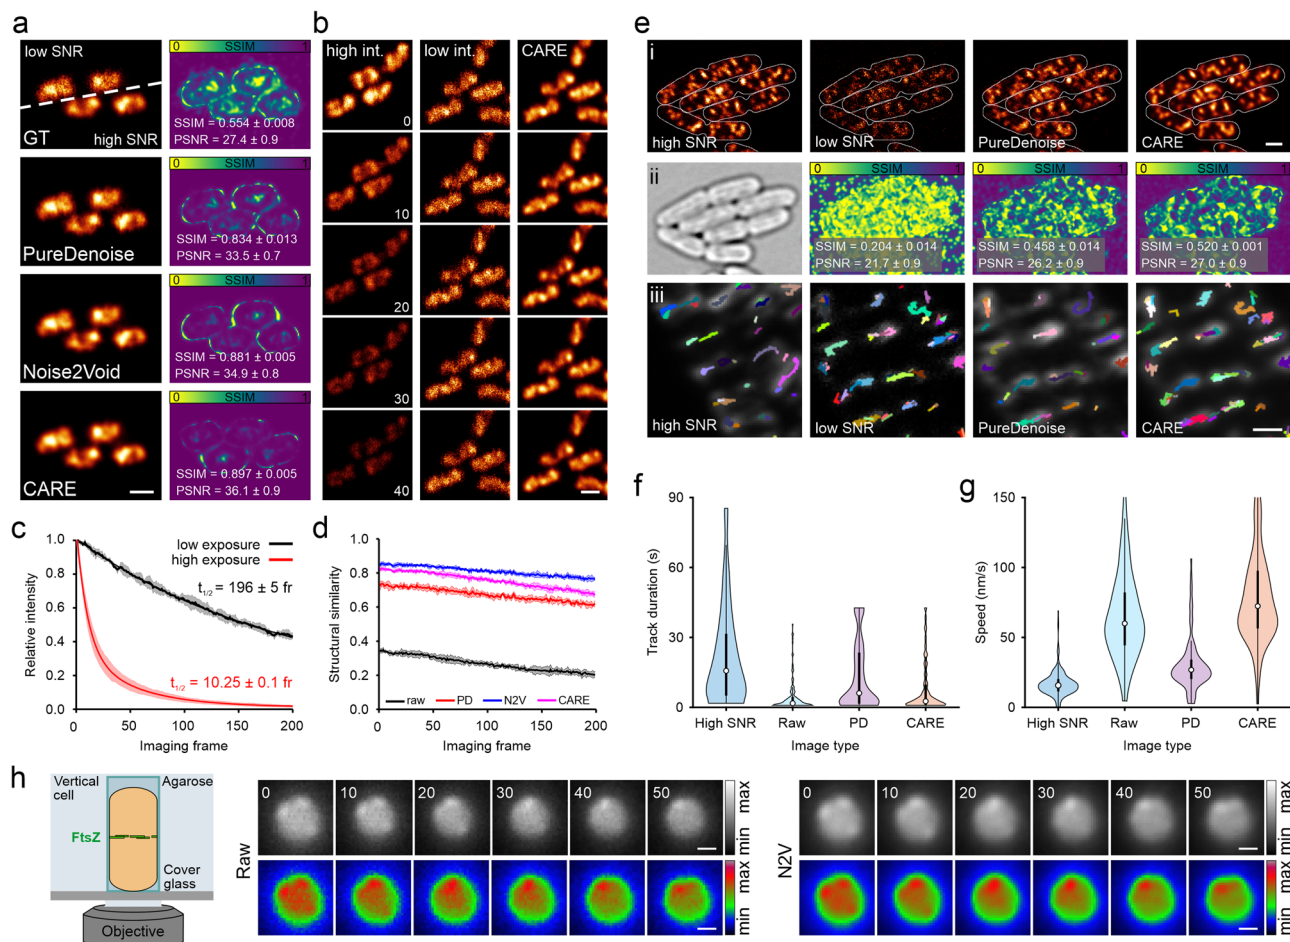 a
low SNR
GT
high SNR
0 SSIM 1
SSIM = 0.554 ± 0.008
PSNR = 27.4 ± 0.9
PureDenoise
0 SSIM 1
SSIM = 0.834 ± 0.013
PSNR = 33.5 ± 0.7
Noise2Void
0 SSIM 1
SSIM = 0.881 ± 0.005
PSNR = 34.9 ± 0.8
CARE
0 SSIM 1
SSIM = 0.897 ± 0.005
PSNR = 36.1 ± 0.9
b
high int. low int. CARE
0
10
20
30
40
c
Relative intensity
1.0
0.8
0.6
0.4
0.2
0
low exposure
high exposure
t1/2 = 196 ± 5 fr
t1/2 = 10.25 ± 0.1 fr
0 50 100 150 200
Imaging frame
d
Structural similarity
1.0
0.8
0.6
0.4
0.2
0
raw PD N2V CARE
0 50 100 150 200
Imaging frame
e
i
high SNR low SNR PureDenoise CARE
ii
0 SSIM 1
SSIM = 0.204 ± 0.014
PSNR = 21.7 ± 0.9
0 SSIM 1
SSIM = 0.458 ± 0.014
PSNR = 26.2 ± 0.9
0 SSIM 1
SSIM = 0.520 ± 0.001
PSNR = 27.0 ± 0.9
iii
high SNR low SNR PureDenoise CARE
f
Track duration (s)
90
60
30
0
High SNR Raw PD CARE
Image type
g
Speed (nm/s)
150
100
50
0
High SNR Raw PD CARE
Image type
h
Vertical cell
Agarose
FtsZ
Cover glass
Objective
Raw
0 10 20 30 40 50
min max
min max
N2V
0 10 20 30 40 50
min max
min max